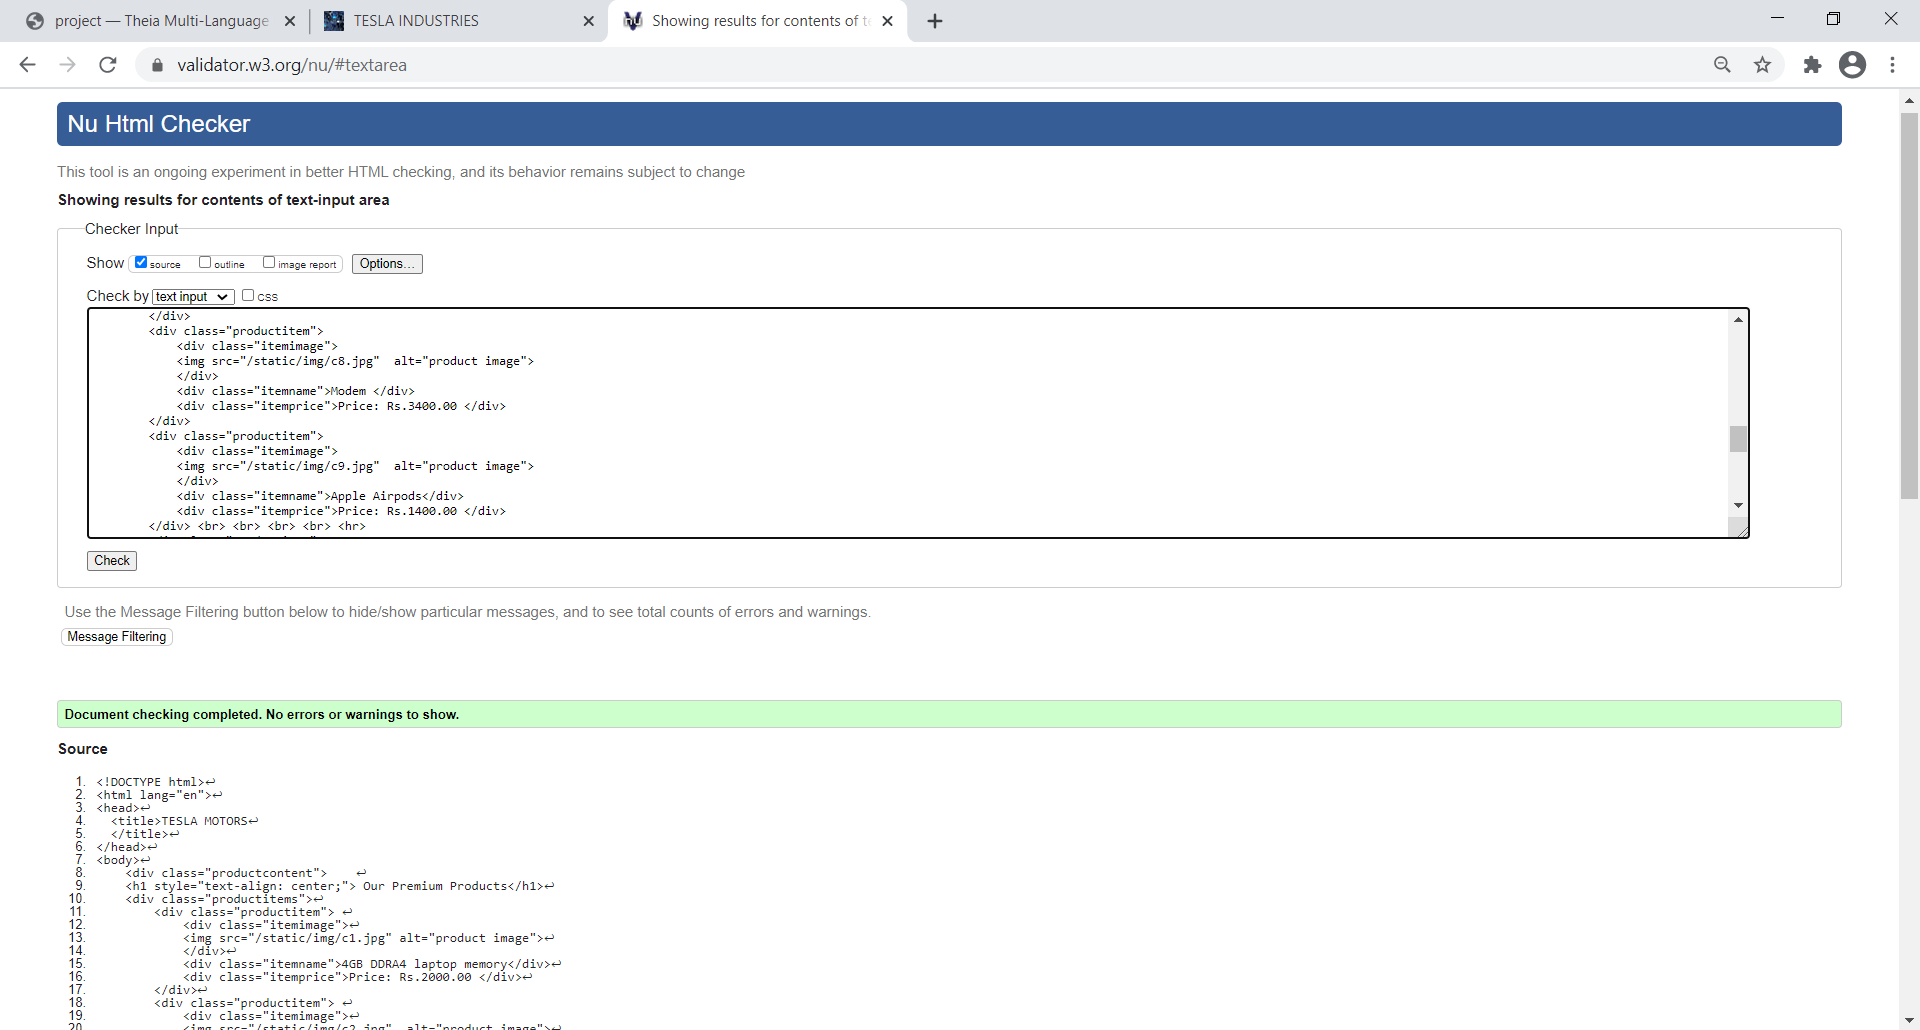 project — Theia Multi-Language
TESLA INDUSTRIES
Showing results for contents of te
validator.w3.org/nu/#textarea
Nu Html Checker
This tool is an ongoing experiment in better HTML checking, and its behavior remains subject to change
Showing results for contents of text-input area
Checker Input
Show source outline image report Options...
Check by text input css
</div>
<div class="productitem">
<div class="itemimage">
<img src="/static/img/c8.jpg"  alt="product image">
</div>
<div class="itemname">Modem </div>
<div class="itemprice">Price: Rs.3400.00 </div>
</div>
<div class="productitem">
<div class="itemimage">
<img src="/static/img/c9.jpg"  alt="product image">
</div>
<div class="itemname">Apple Airpods</div>
<div class="itemprice">Price: Rs.1400.00 </div>
</div> <br> <br> <br> <br> <hr>
Check
Use the Message Filtering button below to hide/show particular messages, and to see total counts of errors and warnings.
Message Filtering
Document checking completed. No errors or warnings to show.
Source
1. <!DOCTYPE html>↩
2. <html lang="en">↩
3. <head>↩
4. <title>TESLA MOTORS↩
5. </title>↩
6. </head>↩
7. <body>↩
8. <div class="productcontent">    ↩
9. <h1 style="text-align: center;"> Our Premium Products</h1>↩
10. <div class="productitems">↩
11. <div class="productitem"> ↩
12. <div class="itemimage">↩
13. <img src="/static/img/c1.jpg" alt="product image">↩
14. </div>↩
15. <div class="itemname">4GB DDRA4 laptop memory</div>↩
16. <div class="itemprice">Price: Rs.2000.00 </div>↩
17. </div>↩
18. <div class="productitem"> ↩
19. <div class="itemimage">↩
20. <img src="/static/img/c2.jpg"  alt="product image">↩